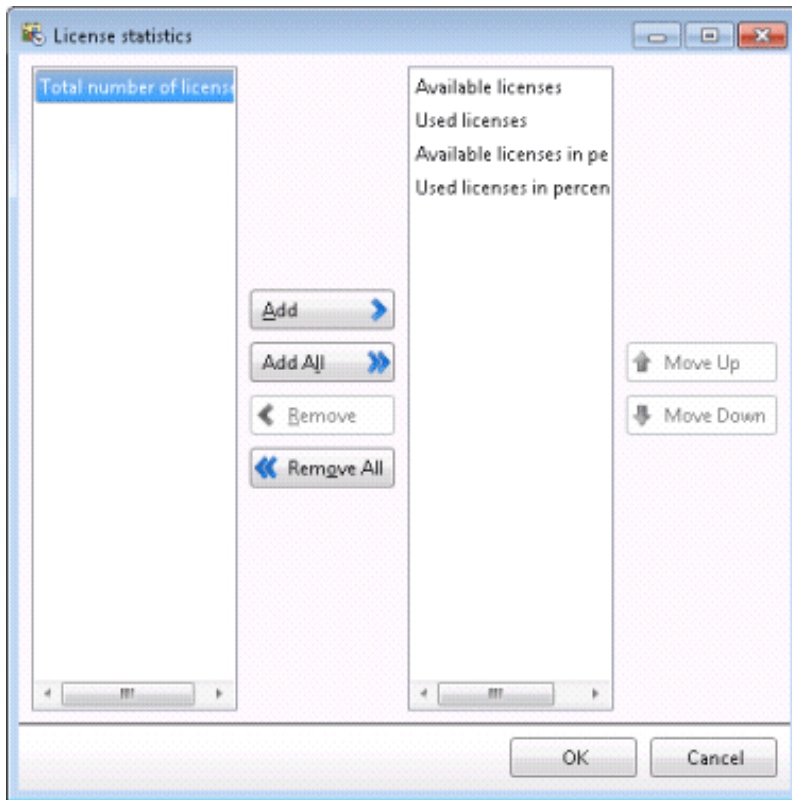 License statistics
Total number of license
Available licenses
Used licenses
Available licenses in pe
Used licenses in percen
Add
Add All
Remove
Remove All
Move Up
Move Down
OK
Cancel